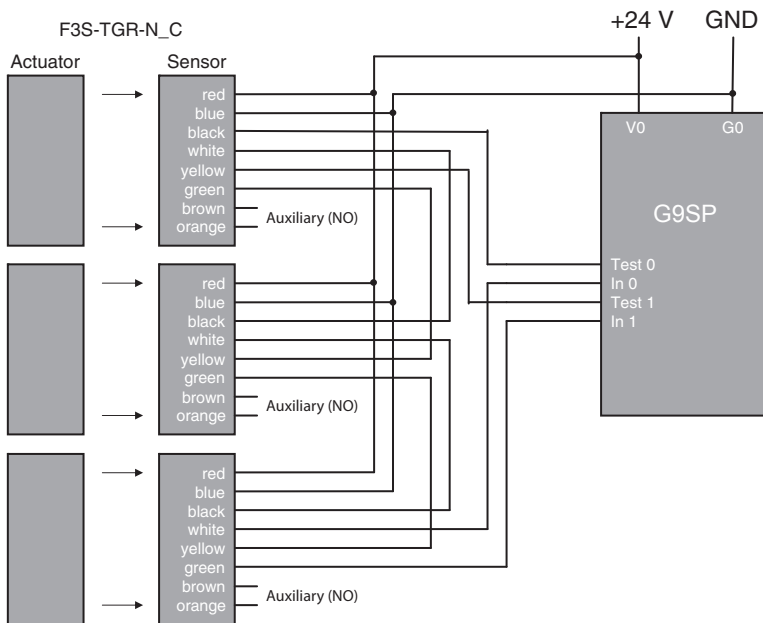 F3S-TGR-N_C
+24 V GND
Actuator Sensor
red
blue
black
white
yellow
green
brown
orange
Auxiliary (NO)
red
blue
black
white
yellow
green
brown
orange
Auxiliary (NO)
red
blue
black
white
yellow
green
brown
orange
Auxiliary (NO)
V0 G0
G9SP
Test 0
In 0
Test 1
In 1